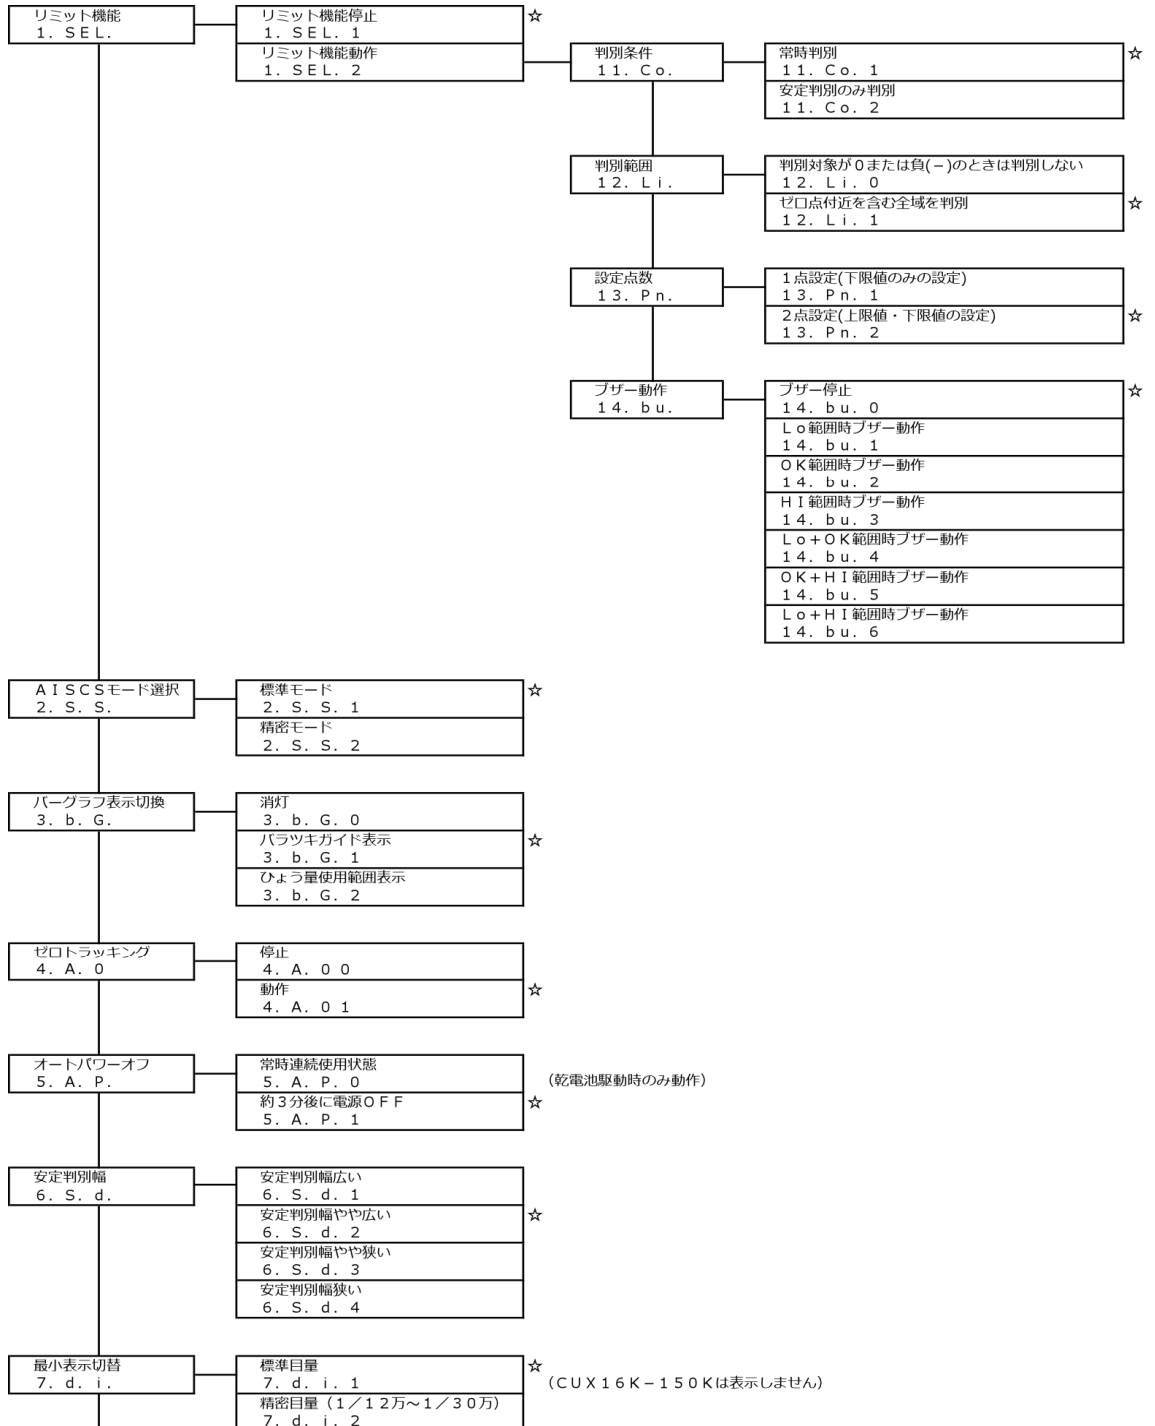 リミット機能
1. SEL.
リミット機能停止
1. SEL. 1
☆
リミット機能動作
1. SEL. 2
判別条件
11. Co.
常時判別
11. Co. 1
☆
安定判別のみ判別
11. Co. 2
判別範囲
12. Li.
判別対象が0または負(-)のときは判別しない
12. Li. 0
ゼロ点付近を含む全域を判別
12. Li. 1
☆
設定点数
13. Pn.
1点設定(下限値のみの設定)
13. Pn. 1
2点設定(上限値・下限値の設定)
13. Pn. 2
☆
ブザー動作
14. bu.
ブザー停止
14. bu. 0
☆
Lo範囲時ブザー動作
14. bu. 1
OK範囲時ブザー動作
14. bu. 2
HI範囲時ブザー動作
14. bu. 3
Lo+OK範囲時ブザー動作
14. bu. 4
OK+HI範囲時ブザー動作
14. bu. 5
Lo+HI範囲時ブザー動作
14. bu. 6
AISCSモード選択
2. S. S.
標準モード
2. S. S. 1
☆
精密モード
2. S. S. 2
バーグラフ表示切換
3. b. G.
消灯
3. b. G. 0
バラツキガイド表示
3. b. G. 1
☆
ひょう量使用範囲表示
3. b. G. 2
ゼロトラッキング
4. A. 0
停止
4. A. 0 0
動作
4. A. 0 1
☆
オートパワーオフ
5. A. P.
常時連続使用状態
5. A. P. 0
(乾電池駆動時のみ動作)
約3分後に電源OFF
5. A. P. 1
☆
安定判別幅
6. S. d.
安定判別幅広い
6. S. d. 1
安定判別幅やや広い
6. S. d. 2
☆
安定判別幅やや狭い
6. S. d. 3
安定判別幅狭い
6. S. d. 4
最小表示切替
7. d. i.
標準目量
7. d. i. 1
☆
(CUX16K-150Kは表示しません)
精密目量(1/12万~1/30万)
7. d. i. 2